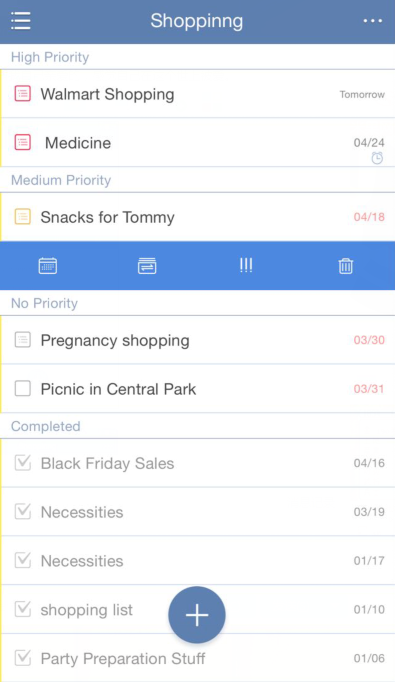 Shoppinng
High Priority
Walmart Shopping Tomorrow
Medicine 04/24
Medium Priority
Snacks for Tommy 04/18
!!!
No Priority
Pregnancy shopping 03/30
Picnic in Central Park 03/31
Completed
Black Friday Sales 04/16
Necessities 03/19
Necessities 01/17
shopping list 01/10
Party Preparation Stuff 01/06